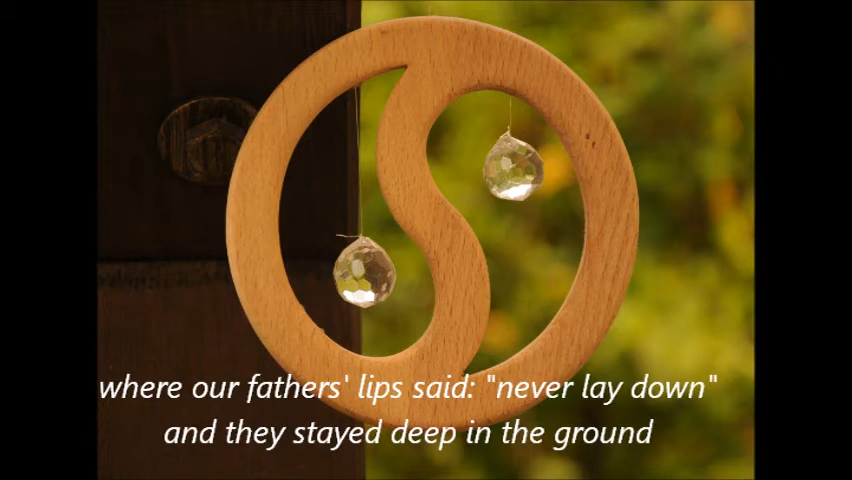 where our fathers' lips said: "never lay down"
and they stayed deep in the ground